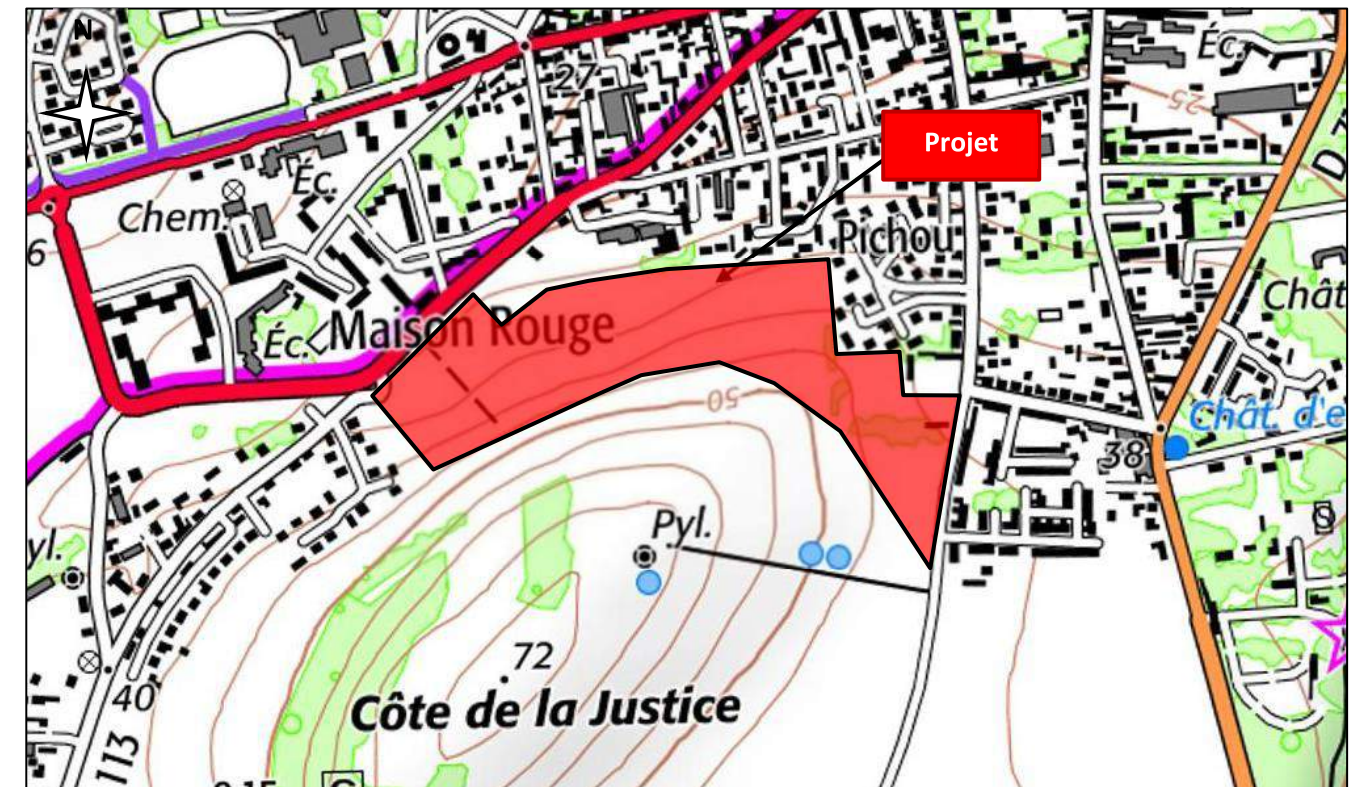 N
27
Éc.
25
Projet
Éc.
Chem.
6
Pichou
Chât
Maison Rouge
Éc.
50
Chât. d'e
38
Pyl.
yl.
72
40
Côte de la Justice
113